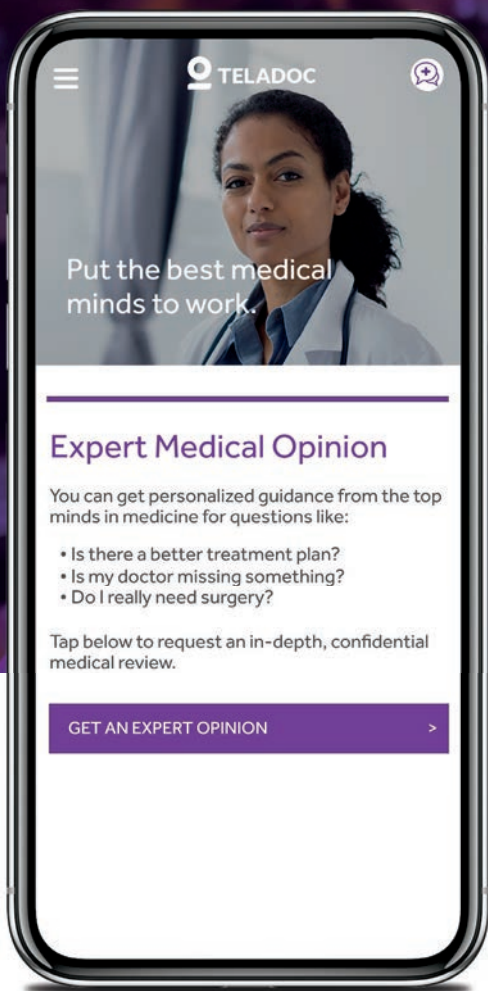 TELADOC
Put the best medical
minds to work.
Expert Medical Opinion
You can get personalized guidance from the top
minds in medicine for questions like:
• Is there a better treatment plan?
• Is my doctor missing something?
• Do I really need surgery?
Tap below to request an in-depth, confidential
medical review.
GET AN EXPERT OPINION >